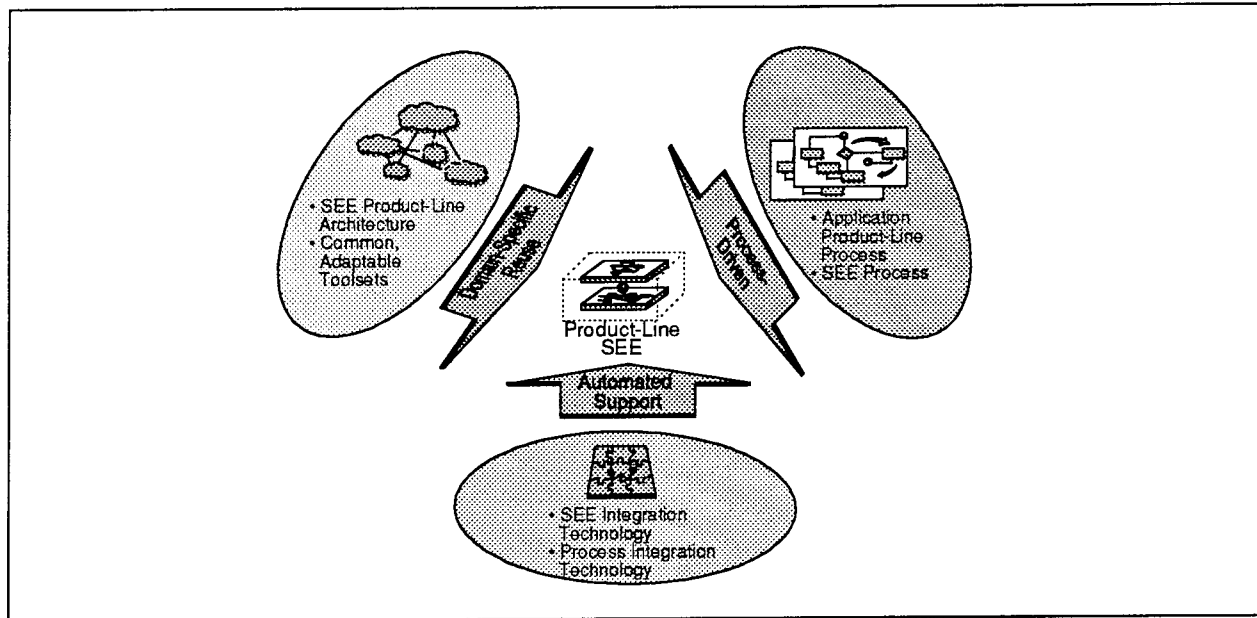 • SEE Product-Line
Architecture
• Common,
Adaptable
Toolsets
Domain-Specific
Reuse
• Application
Product-Line
Process
• SEE Process
Process-
Driven
Product-Line
SEE
Automated
Support
• SEE Integration
Technology
• Process Integration
Technology